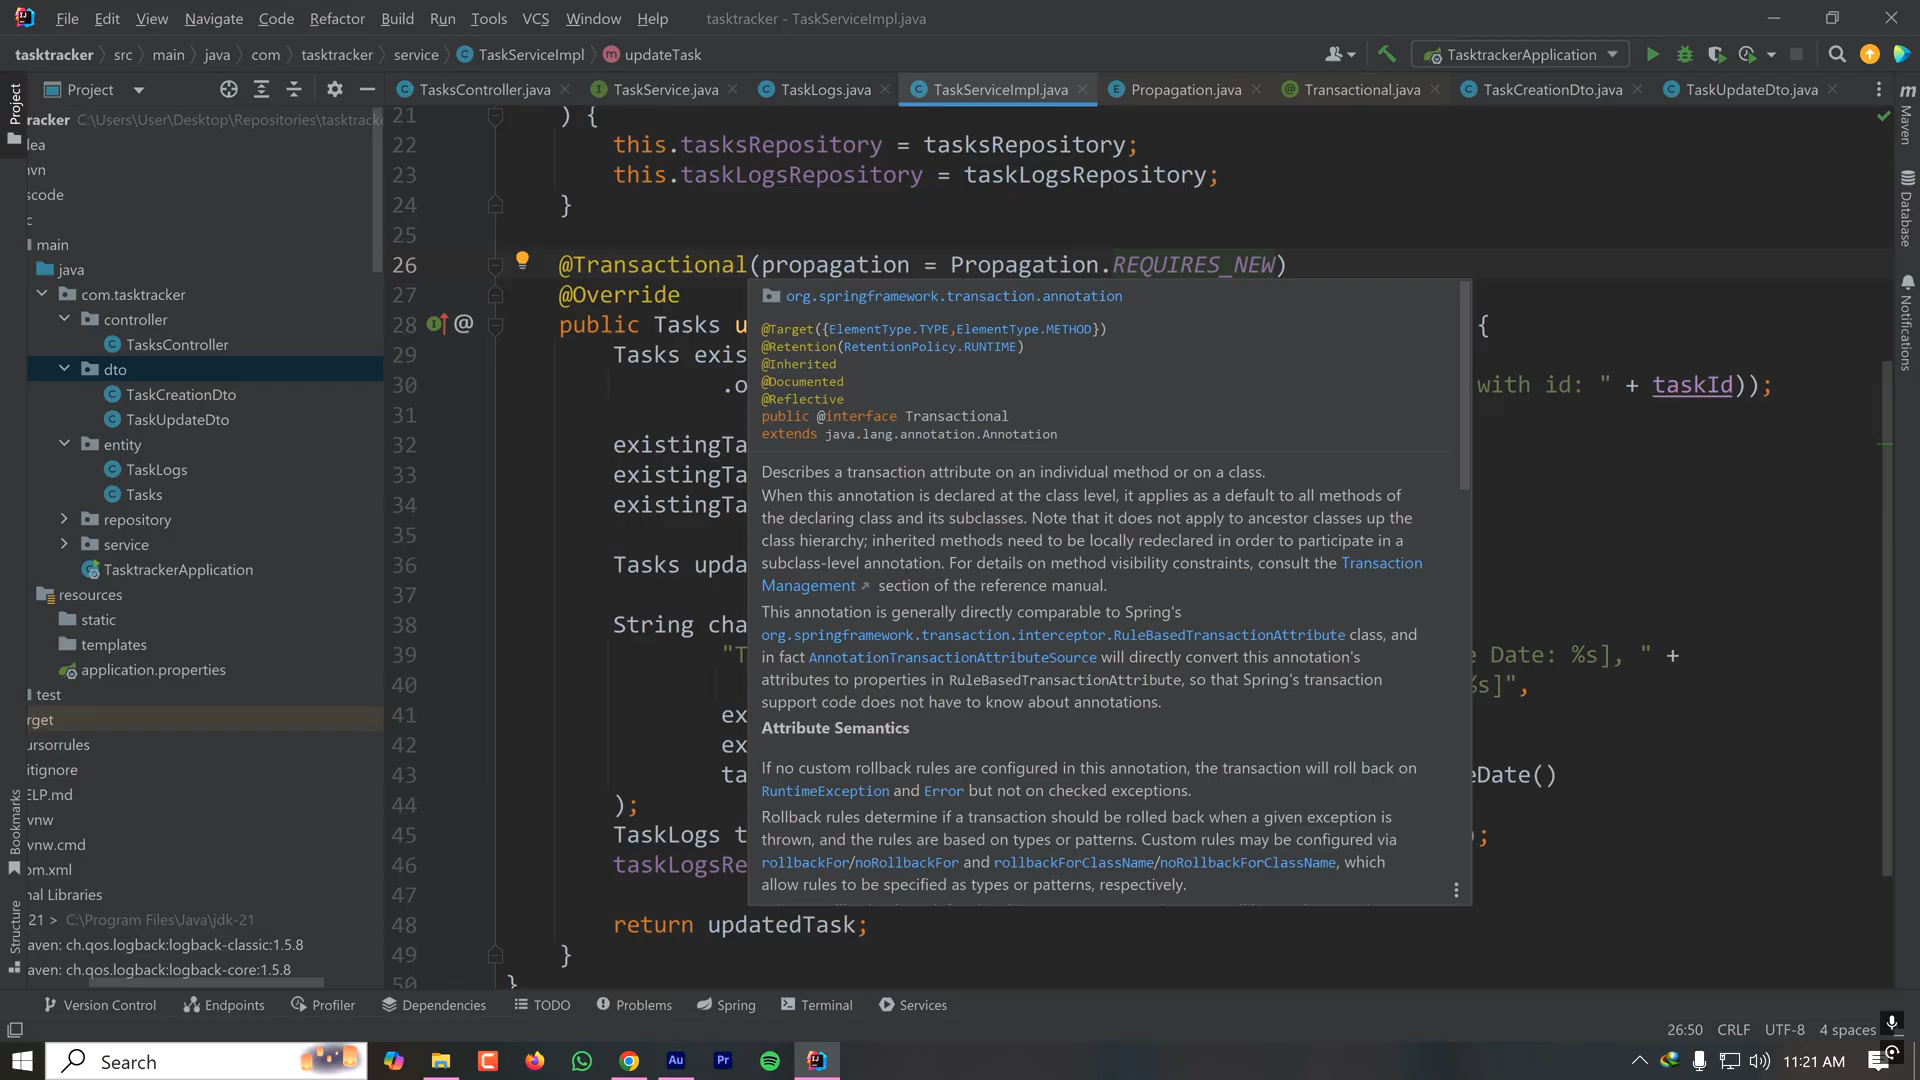 File Edit View Navigate Code Refactor Build Run Tools VCS Window Help tasktracker - TaskServiceImpl.java
tasktracker src main java com tasktracker service TaskServiceImpl updateTask TasktrackerApplication
Project TasksController.java TaskService.java TaskLogs.java TaskServiceImpl.java Propagation.java Transactional.java TaskCreationDto.java TaskUpdateDto.java
Project
Bookmarks
Structure
racker C:\Users\User\Desktop\Repositories\tasktracke
lea
vn
scode
c
main
java
com.tasktracker
controller
TasksController
dto
TaskCreationDto
TaskUpdateDto
entity
TaskLogs
Tasks
repository
service
TasktrackerApplication
resources
static
templates
application.properties
test
rget
ursorrules
itignore
ELP.md
vnw
vnw.cmd
om.xml
nal Libraries
21 > C:\Program Files\Java\jdk-21
aven: ch.qos.logback:logback-classic:1.5.8
aven: ch.qos.logback:logback-core:1.5.8
21 ) {
22 this.tasksRepository = tasksRepository;
23 this.taskLogsRepository = taskLogsRepository;
24 }
25
26 @Transactional(propagation = Propagation.REQUIRES_NEW)
27 @Override
28 @ public Tasks u {
29 Tasks exis
30 .o with id: " + taskId));
31
32 existingTa
33 existingTa
34 existingTa
35
36 Tasks upda
37
38 String cha
39 "T e Date: %s], " +
40 %s]",
41 ex
42 ex
43 ta eDate()
44 );
45 TaskLogs t ;
46 taskLogsRe
47
48 return updatedTask;
49 }
50 }
org.springframework.transaction.annotation
@Target({ElementType.TYPE,ElementType.METHOD})
@Retention(RetentionPolicy.RUNTIME)
@Inherited
@Documented
@Reflective
public @interface Transactional
extends java.lang.annotation.Annotation
Describes a transaction attribute on an individual method or on a class.
When this annotation is declared at the class level, it applies as a default to all methods of
the declaring class and its subclasses. Note that it does not apply to ancestor classes up the
class hierarchy; inherited methods need to be locally redeclared in order to participate in a
subclass-level annotation. For details on method visibility constraints, consult the Transaction
Management section of the reference manual.
This annotation is generally directly comparable to Spring's
org.springframework.transaction.interceptor.RuleBasedTransactionAttribute class, and
in fact AnnotationTransactionAttributeSource will directly convert this annotation's
attributes to properties in RuleBasedTransactionAttribute, so that Spring's transaction
support code does not have to know about annotations.
Attribute Semantics
If no custom rollback rules are configured in this annotation, the transaction will roll back on
RuntimeException and Error but not on checked exceptions.
Rollback rules determine if a transaction should be rolled back when a given exception is
thrown, and the rules are based on types or patterns. Custom rules may be configured via
rollbackFor/noRollbackFor and rollbackForClassName/noRollbackForClassName, which
allow rules to be specified as types or patterns, respectively.
m Maven
Database
Notifications
Version Control Endpoints Profiler Dependencies TODO Problems Spring Terminal Services
26:50 CRLF UTF-8 4 spaces
Search Au Pr 11:21 AM